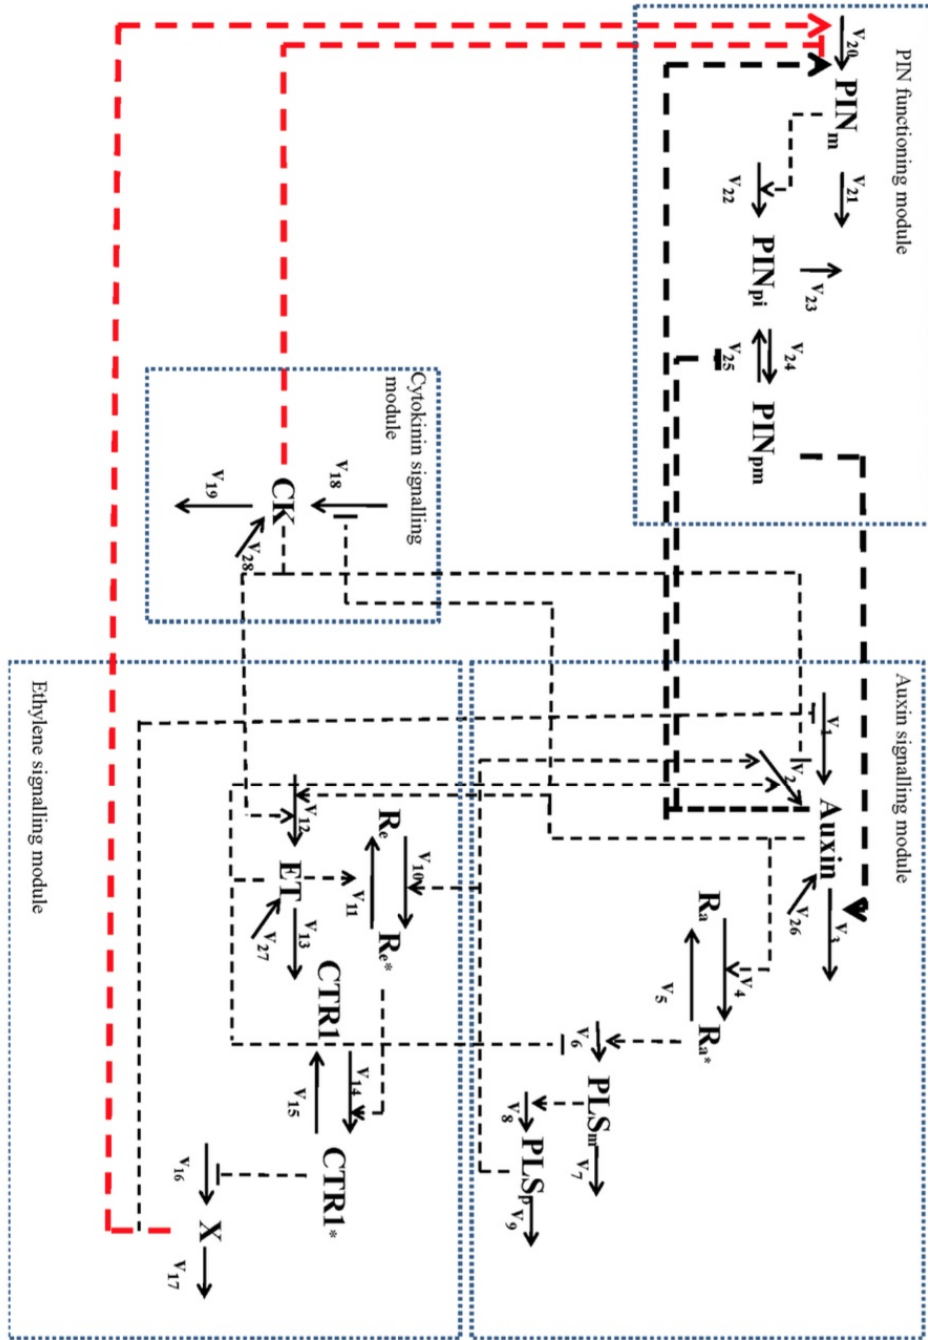 PIN functioning module
V20
PINm
V21
V22
PINpi
V23
V24
V25
PINpm
Cytokinin signalling
module
V18
CK
V19
V28
Auxin signalling module
V1
V2
Auxin
V3
V26
Ra
V4
V5
Ra*
V6
PLSm
V7
V8
PLSp
V9
Ethylene signalling module
V12
ET
V13
V27
Re
V10
V11
Re*
CTR1
V14
V15
CTR1*
V16
X
V17